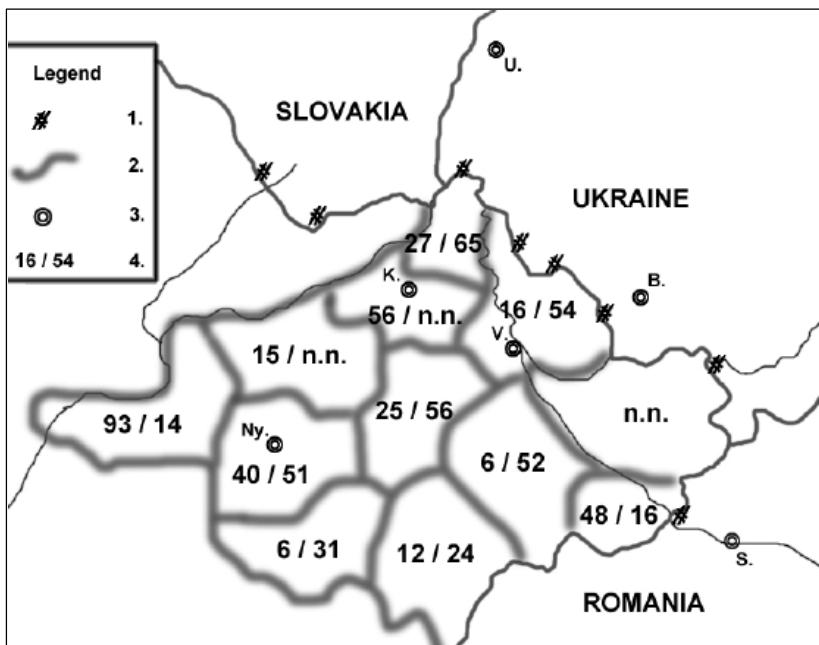 Legend
1.
2.
3.
16 / 54 4.
SLOVAKIA
U.
UKRAINE
27 / 65
K.
56 / n.n.
B.
16 / 54
V.
15 / n.n.
93 / 14
25 / 56
n.n.
Ny.
40 / 51
6 / 52
48 / 16
6 / 31
12 / 24
S.
ROMANIA